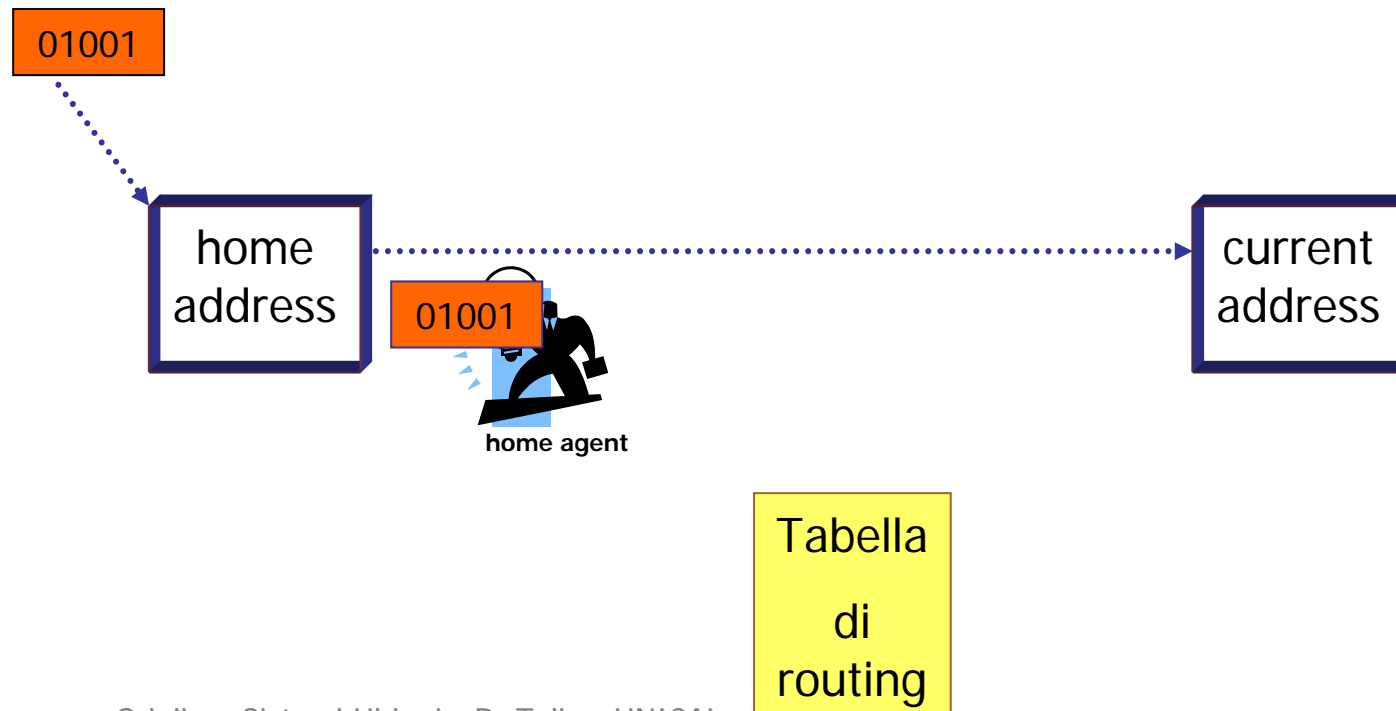 01001
home
address
current
address
01001
home agent
Tabella
di
routing